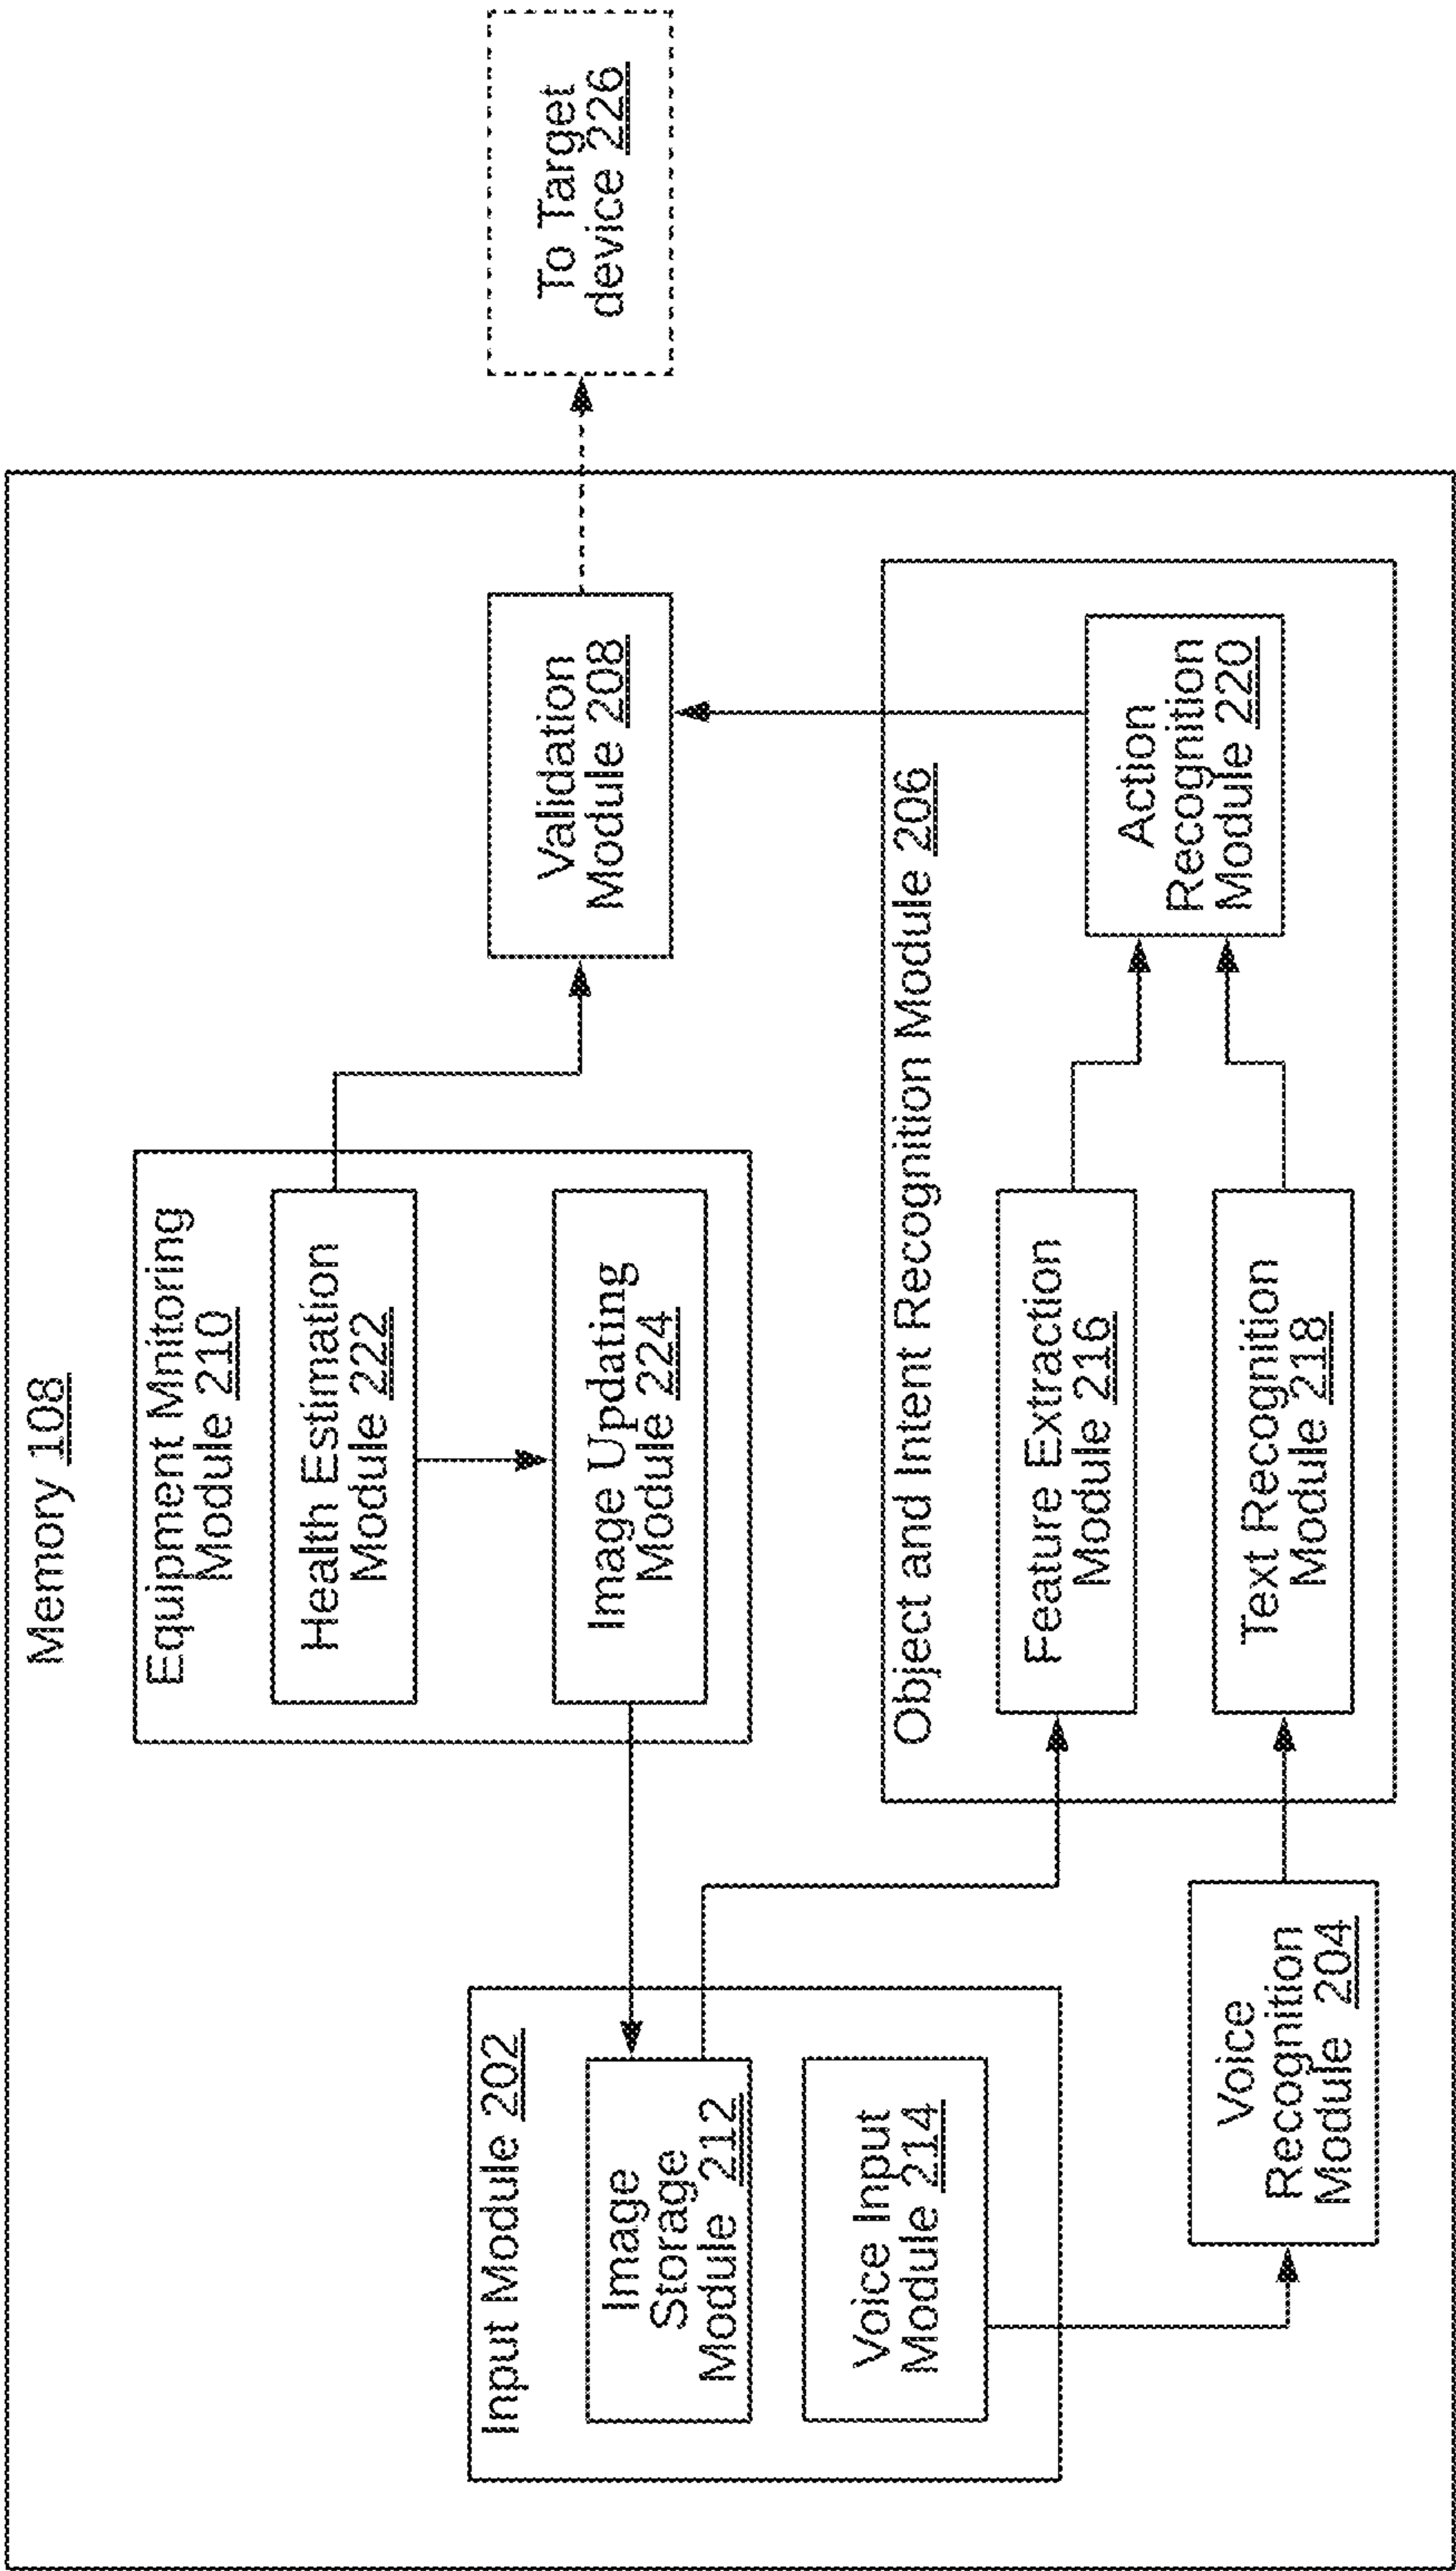 Memory 108
Equipment Mnitoring
Module 210
Health Estimation
Module 222
Image Updating
Module 224
Input Module 202
Image
Storage
Module 212
Voice Input
Module 214
Validation
Module 208
To Target
device 226
Object and Intent Recognition Module 206
Feature Extraction
Module 216
Text Recognition
Module 218
Action
Recognition
Module 220
Voice
Recognition
Module 204